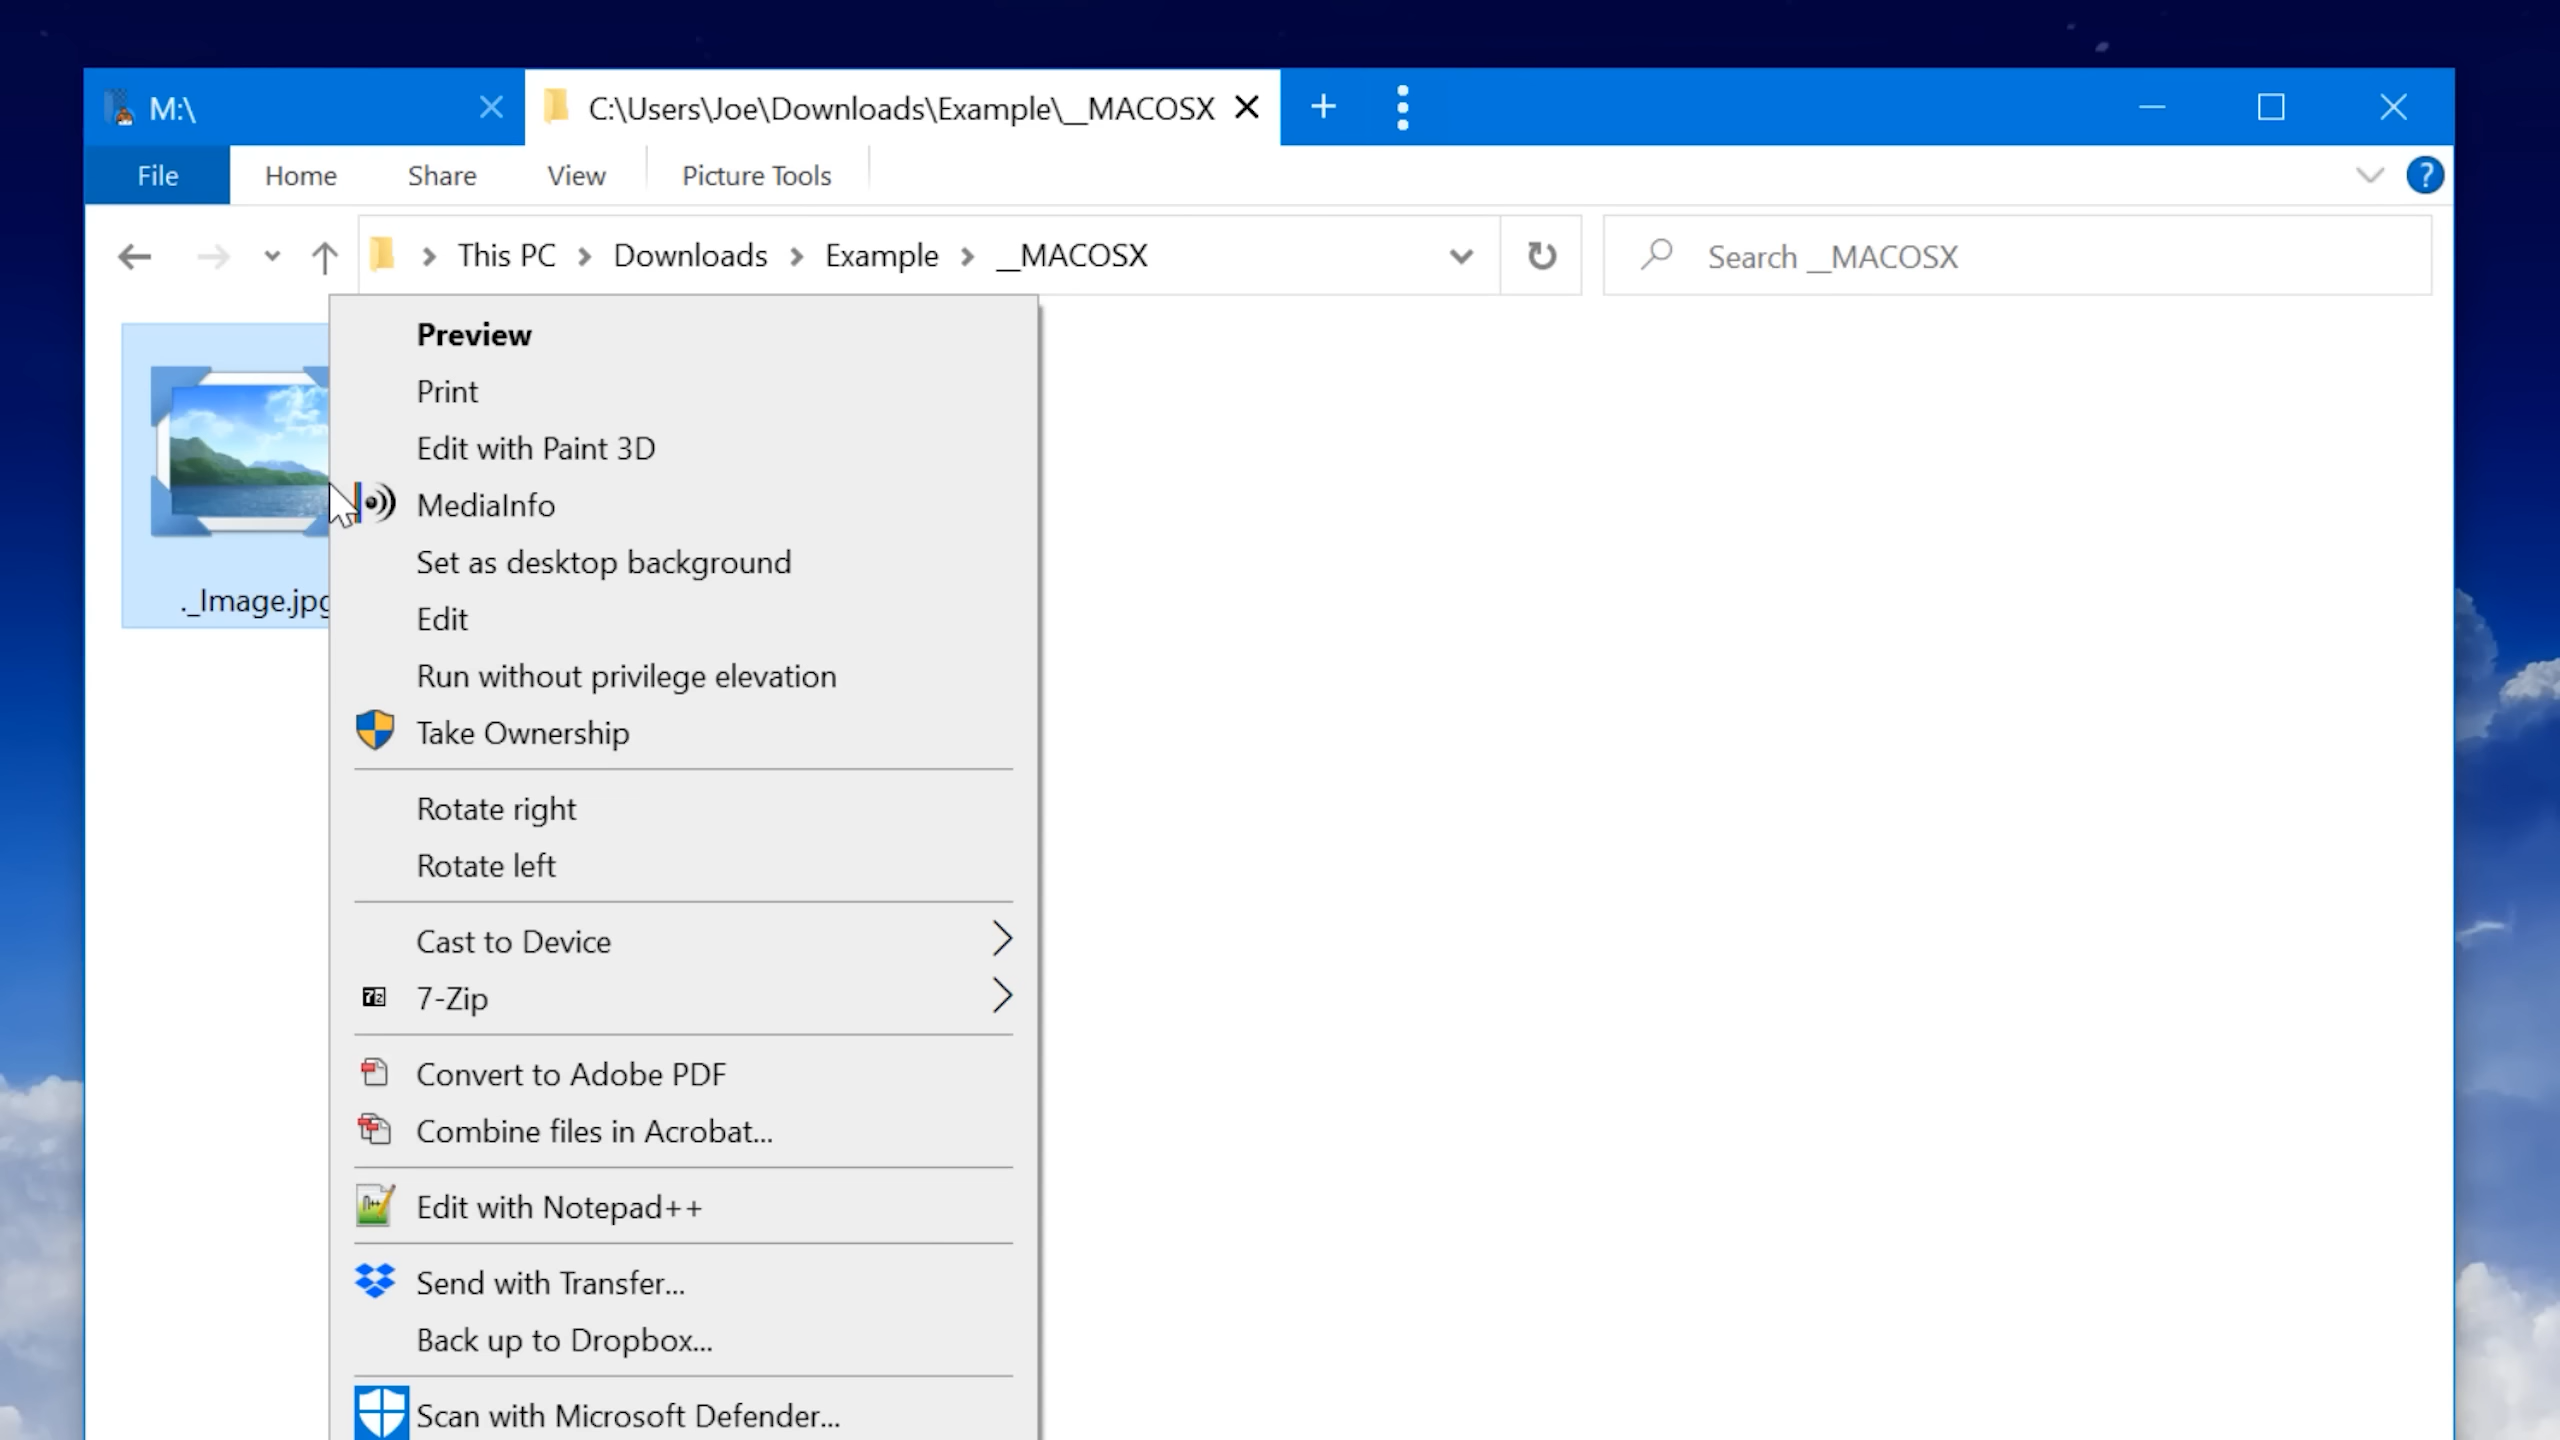 M:\
C:\Users\Joe\Downloads\Example\__MACOSX
File Home Share View Picture Tools
?
This PC Downloads Example __MACOSX
Search __MACOSX
Preview
Print
Edit with Paint 3D
MediaInfo
Set as desktop background
Edit
._Image.jpg
Run without privilege elevation
Take Ownership
Rotate right
Rotate left
Cast to Device
7-Zip
Convert to Adobe PDF
Combine files in Acrobat...
Edit with Notepad++
Send with Transfer...
Back up to Dropbox...
Scan with Microsoft Defender...